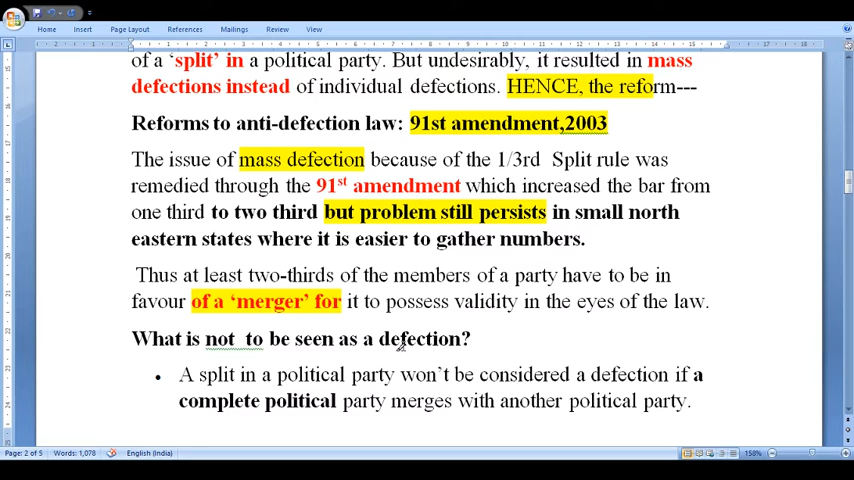 Home Insert Page Layout References Mailings Review View
of a ‘split’ in a political party. But undesirably, it resulted in mass
defections instead of individual defections. HENCE, the reform---
Reforms to anti-defection law: 91st amendment,2003
The issue of mass defection because of the 1/3rd Split rule was
remedied through the 91st amendment which increased the bar from
one third to two third but problem still persists in small north
eastern states where it is easier to gather numbers.
Thus at least two-thirds of the members of a party have to be in
favour of a ‘merger’ for it to possess validity in the eyes of the law.
What is not to be seen as a defection?
• A split in a political party won’t be considered a defection if a
complete political party merges with another political party.
Page: 2 of 5 Words: 1,078 English (India) 158%